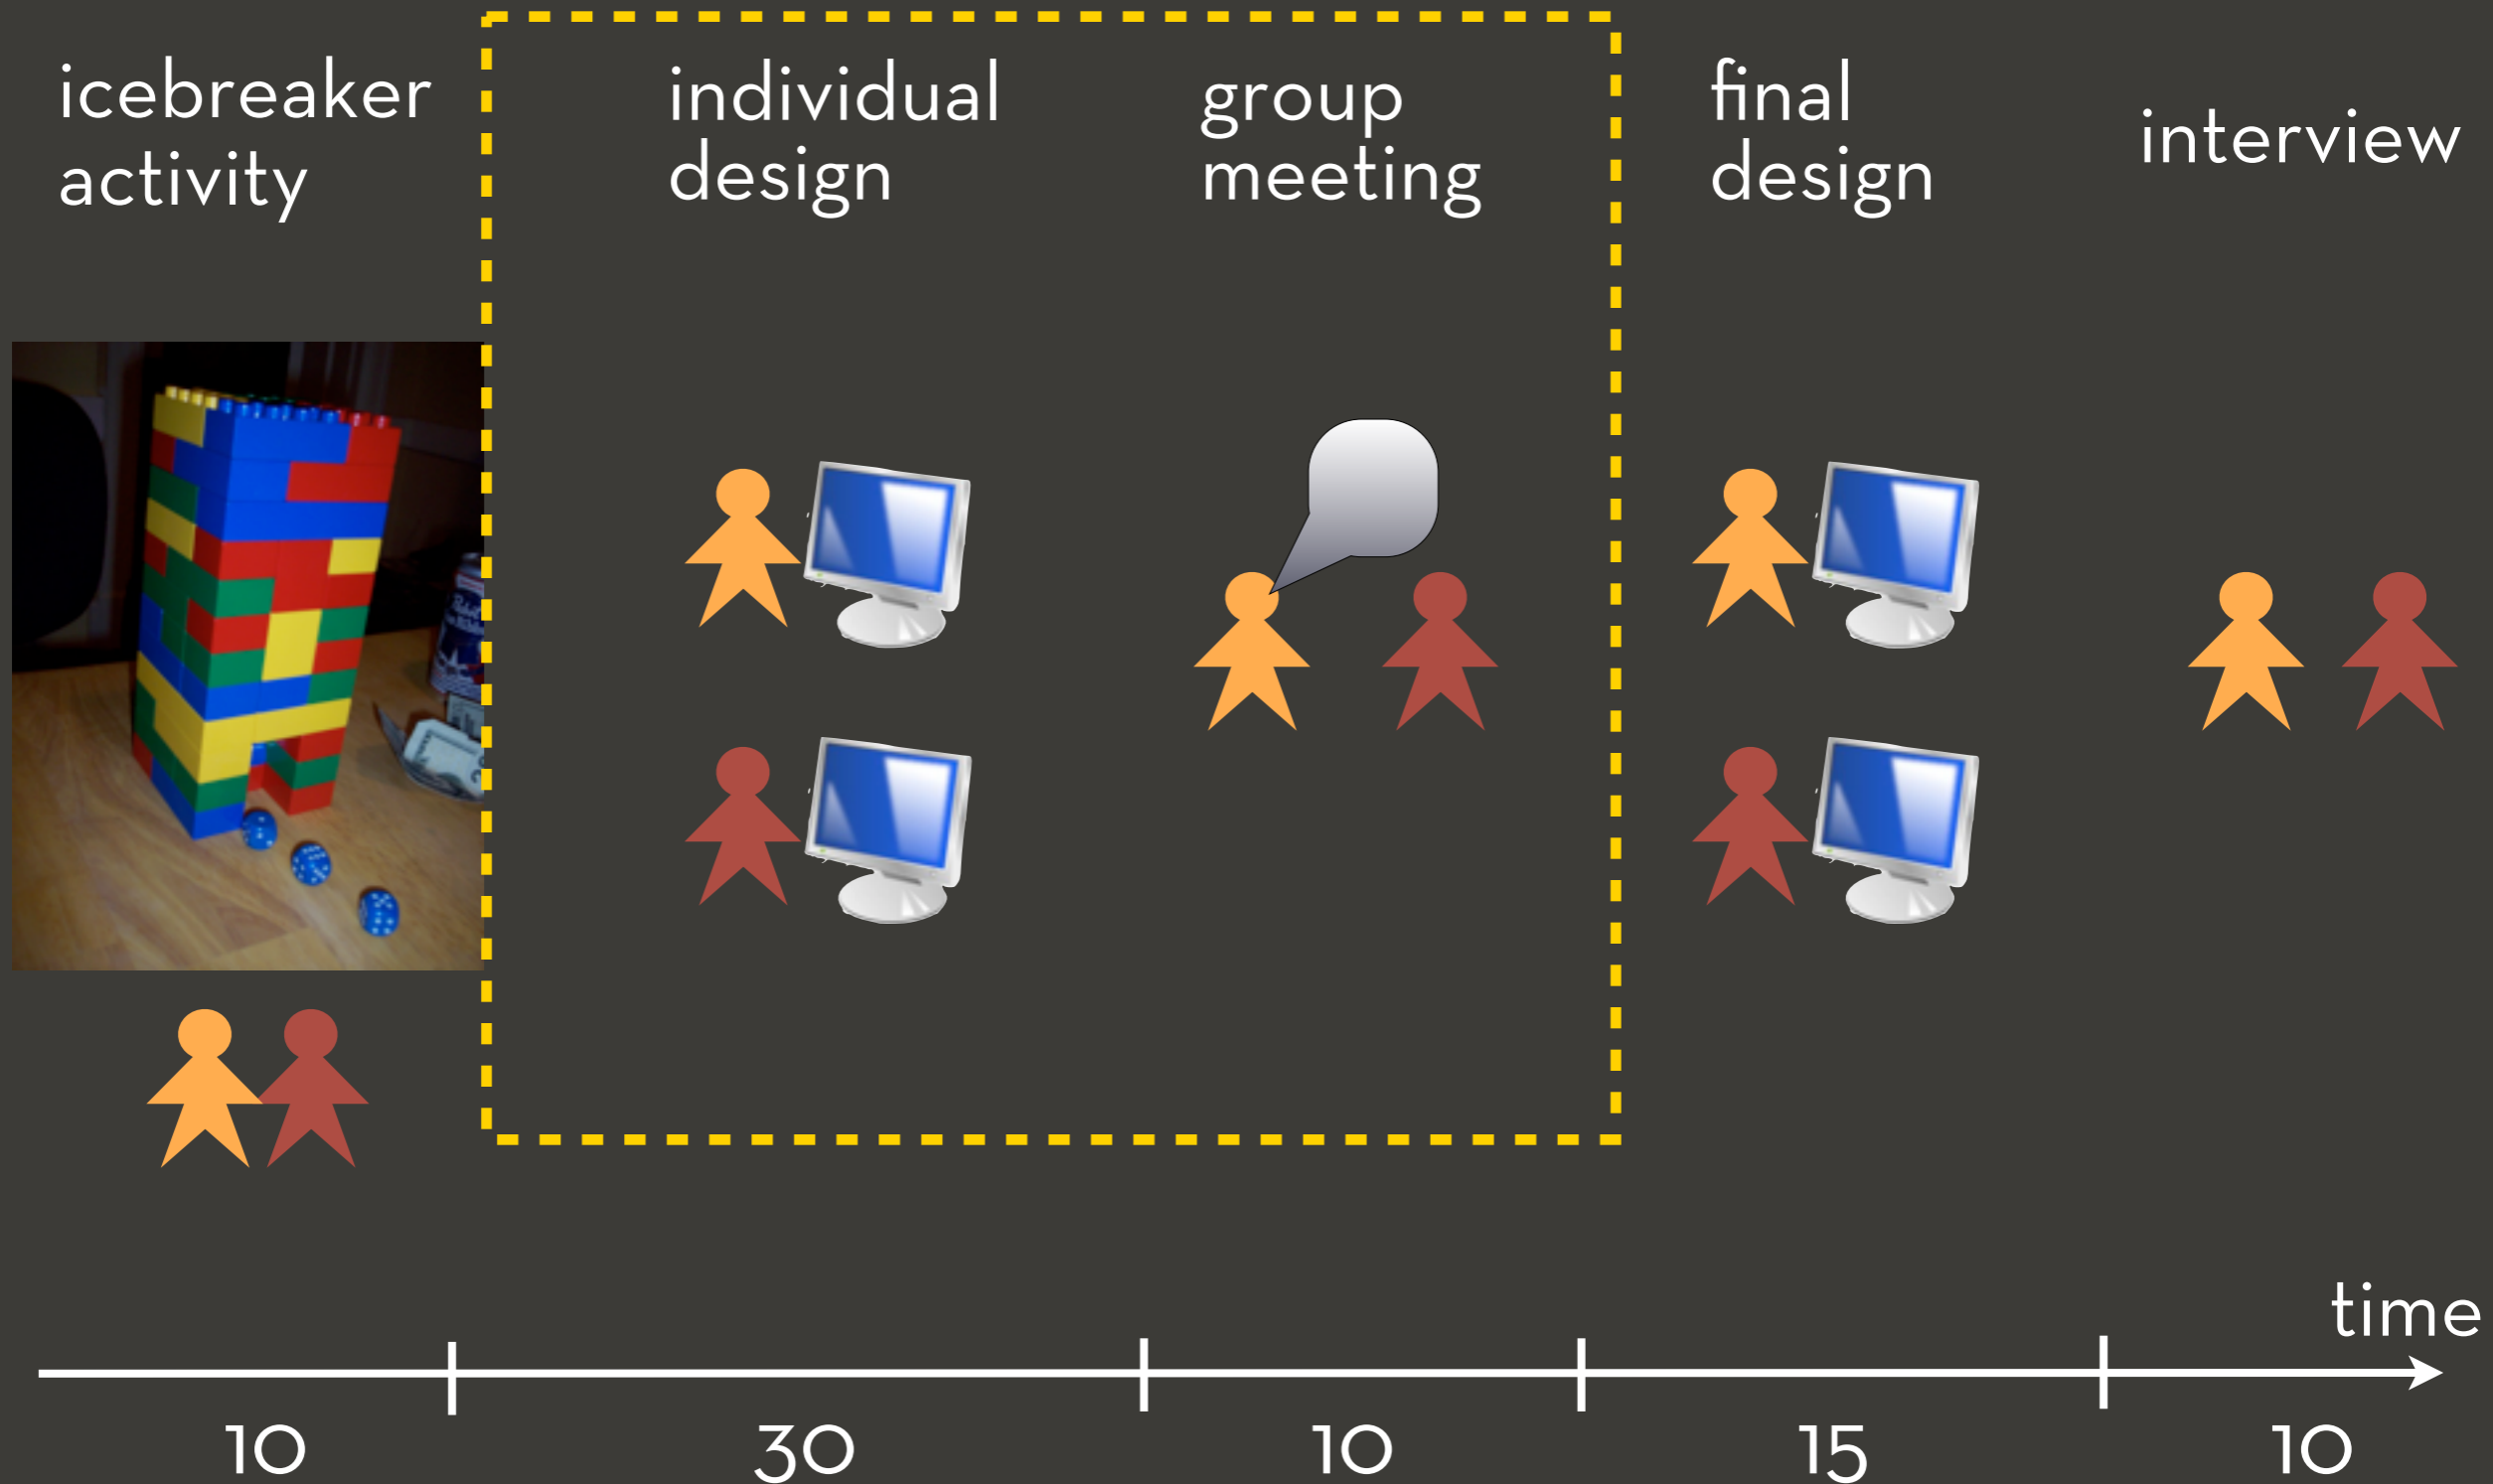 icebreaker
activity
individual
design
group
meeting
final
design
interview
time
10
30
10
15
10